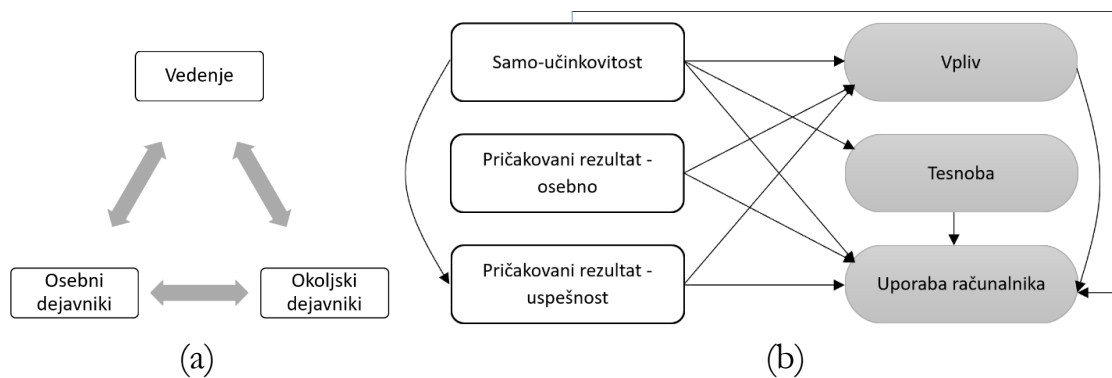 Vedenje
Osebni
dejavniki
Okoljski
dejavniki
(a)
Samo-učinkovitost
Pričakovani rezultat -
osebno
Pričakovani rezultat -
uspešnost
Vpliv
Tesnoba
Uporaba računalnika
(b)